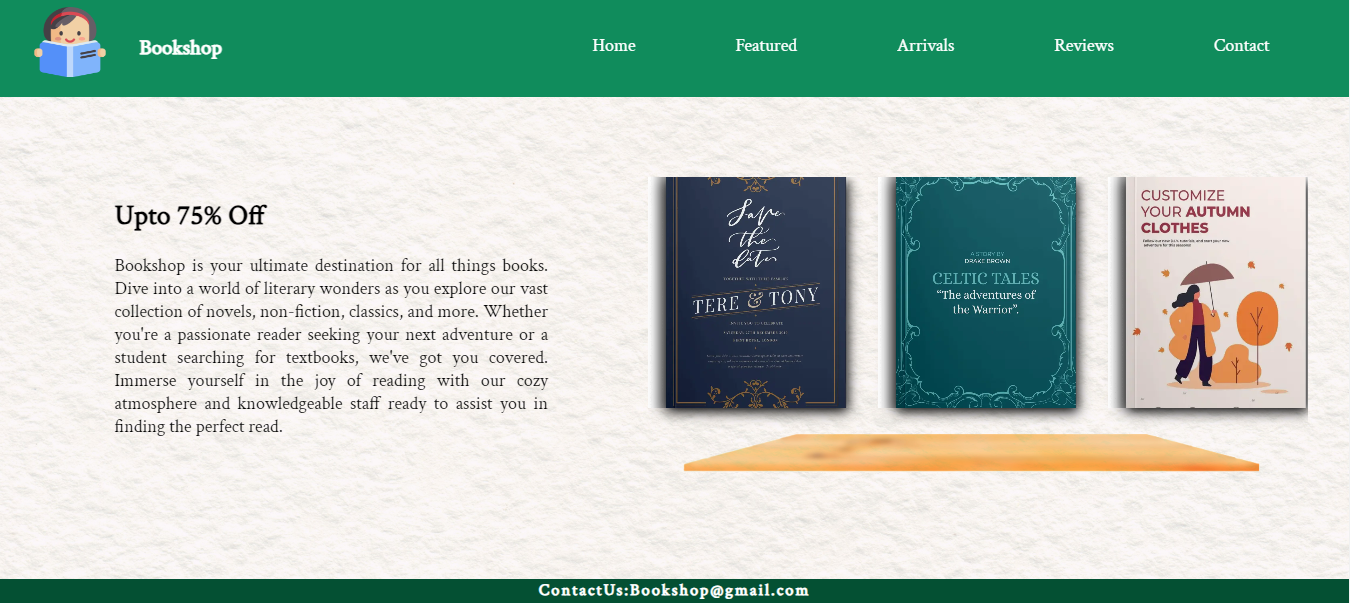 Bookshop
Home
Featured
Arrivals
Reviews
Contact
Upto 75% Off
Bookshop is your ultimate destination for all things books.
Dive into a world of literary wonders as you explore our vast
collection of novels, non-fiction, classics, and more. Whether
you're a passionate reader seeking your next adventure or a
student searching for textbooks, we've got you covered.
Immerse yourself in the joy of reading with our cozy
atmosphere and knowledgeable staff ready to assist you in
finding the perfect read.
Save
the
date
TERE & TONY
A STORY BY
DRAKE BROWN
CELTIC TALES
“The adventures of
the Warrior”.
CUSTOMIZE
YOUR AUTUMN
CLOTHES
ContactUs:Bookshop@gmail.com